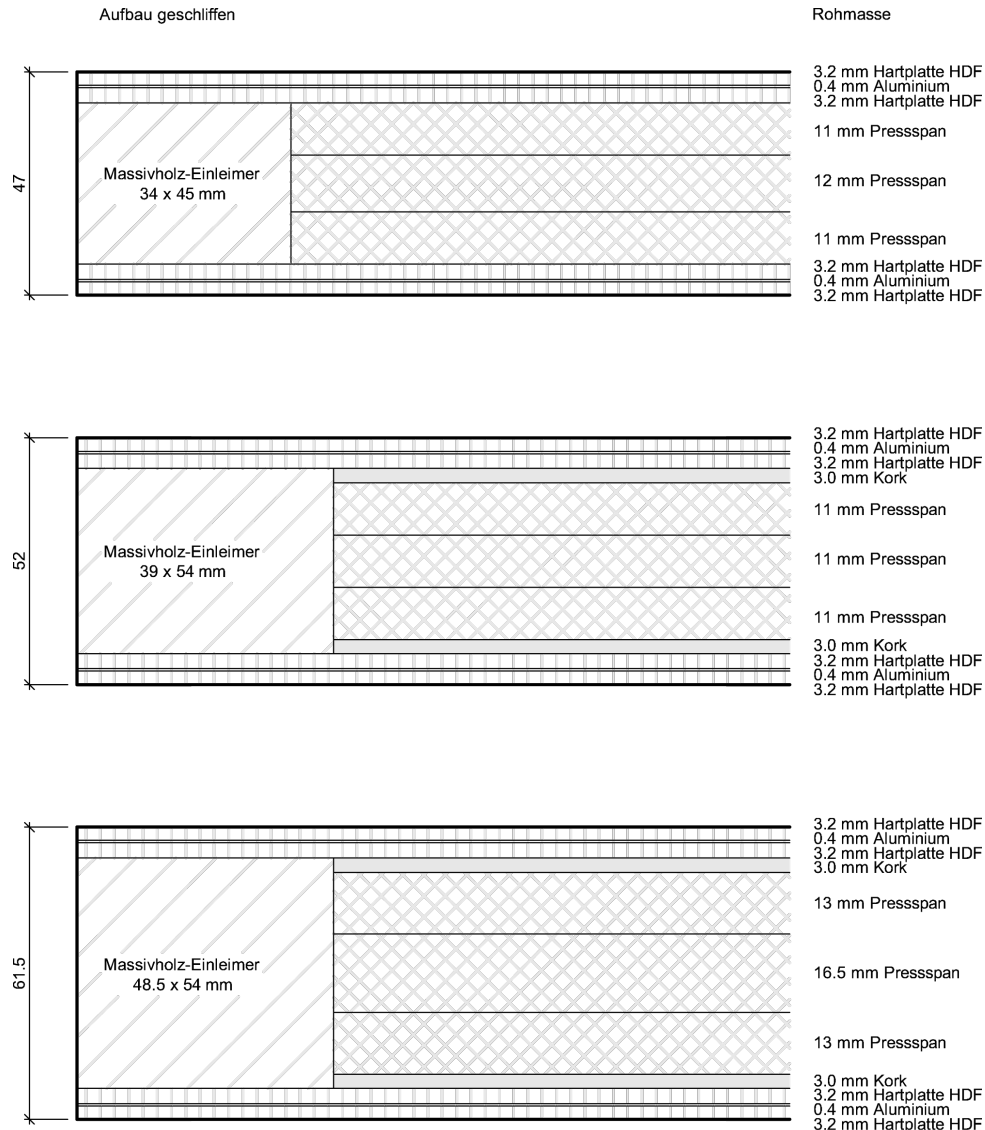 Aufbau geschliffen
Rohmasse
3.2 mm Hartplatte HDF
0.4 mm Aluminium
3.2 mm Hartplatte HDF
11 mm Pressspan
Massivholz-Einleimer
34 x 45 mm
47
12 mm Pressspan
11 mm Pressspan
3.2 mm Hartplatte HDF
0.4 mm Aluminium
3.2 mm Hartplatte HDF
3.2 mm Hartplatte HDF
0.4 mm Aluminium
3.2 mm Hartplatte HDF
3.0 mm Kork
11 mm Pressspan
Massivholz-Einleimer
39 x 54 mm
52
11 mm Pressspan
11 mm Pressspan
3.0 mm Kork
3.2 mm Hartplatte HDF
0.4 mm Aluminium
3.2 mm Hartplatte HDF
3.2 mm Hartplatte HDF
0.4 mm Aluminium
3.2 mm Hartplatte HDF
3.0 mm Kork
13 mm Pressspan
Massivholz-Einleimer
48.5 x 54 mm
61.5
16.5 mm Pressspan
13 mm Pressspan
3.0 mm Kork
3.2 mm Hartplatte HDF
0.4 mm Aluminium
3.2 mm Hartplatte HDF